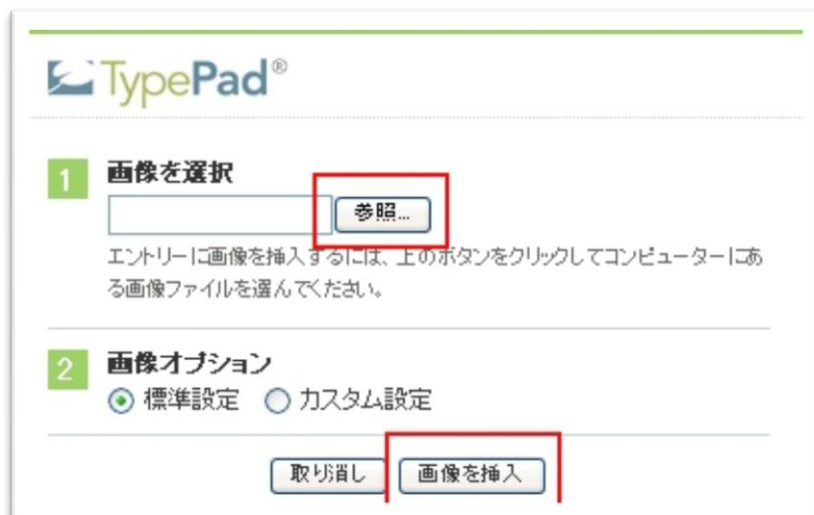 TypePad®
1 画像を選択
参照...
エントリーに画像を挿入するには、上のボタンをクリックしてコンピューターにあ
る画像ファイルを選んでください。
2 画像オプション
標準設定 カスタム設定
取り消し 画像を挿入